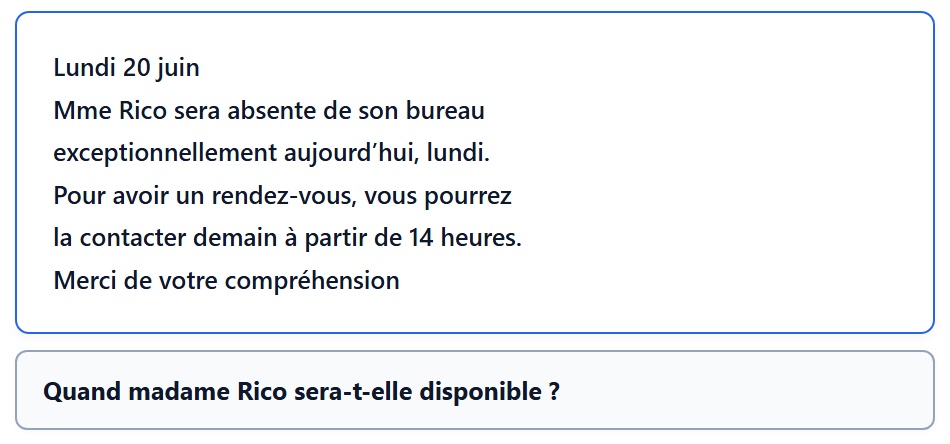 Lundi 20 juin
Mme Rico sera absente de son bureau
exceptionnellement aujourd’hui, lundi.
Pour avoir un rendez-vous, vous pourrez
la contacter demain à partir de 14 heures.
Merci de votre compréhension
Quand madame Rico sera-t-elle disponible ?